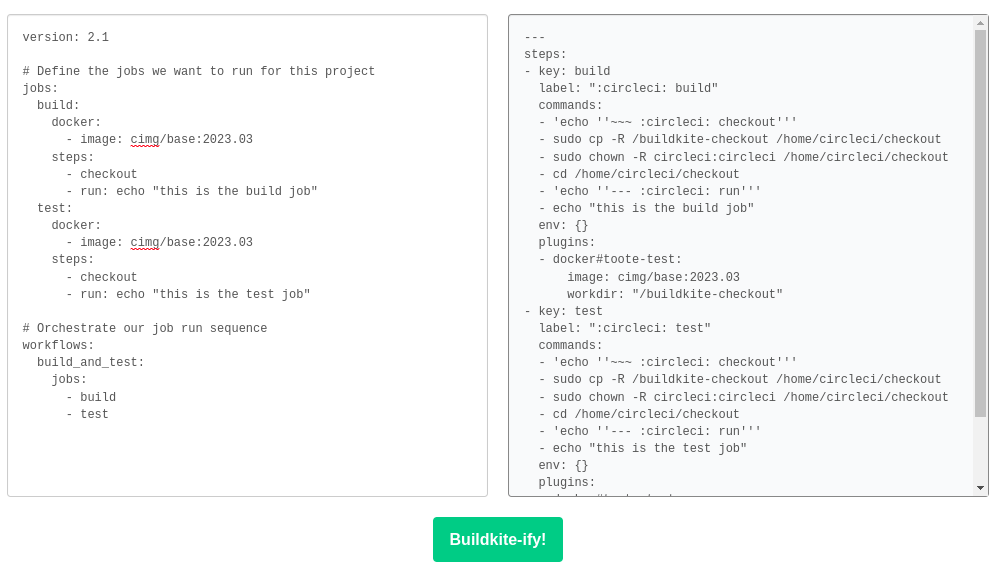 version: 2.1

# Define the jobs we want to run for this project
jobs:
  build:
    docker:
      - image: cimg/base:2023.03
    steps:
      - checkout
      - run: echo "this is the build job"
  test:
    docker:
      - image: cimg/base:2023.03
    steps:
      - checkout
      - run: echo "this is the test job"

# Orchestrate our job run sequence
workflows:
  build_and_test:
    jobs:
      - build
      - test
---
steps:
- key: build
  label: ":circleci: build"
  commands:
  - 'echo ''~~~ :circleci: checkout'''
  - sudo cp -R /buildkite-checkout /home/circleci/checkout
  - sudo chown -R circleci:circleci /home/circleci/checkout
  - cd /home/circleci/checkout
  - 'echo ''--- :circleci: run'''
  - echo "this is the build job"
  env: {}
  plugins:
  - docker#toote-test:
      image: cimg/base:2023.03
      workdir: "/buildkite-checkout"
- key: test
  label: ":circleci: test"
  commands:
  - 'echo ''~~~ :circleci: checkout'''
  - sudo cp -R /buildkite-checkout /home/circleci/checkout
  - sudo chown -R circleci:circleci /home/circleci/checkout
  - cd /home/circleci/checkout
  - 'echo ''--- :circleci: run'''
  - echo "this is the test job"
  env: {}
  plugins:
Buildkite-ify!